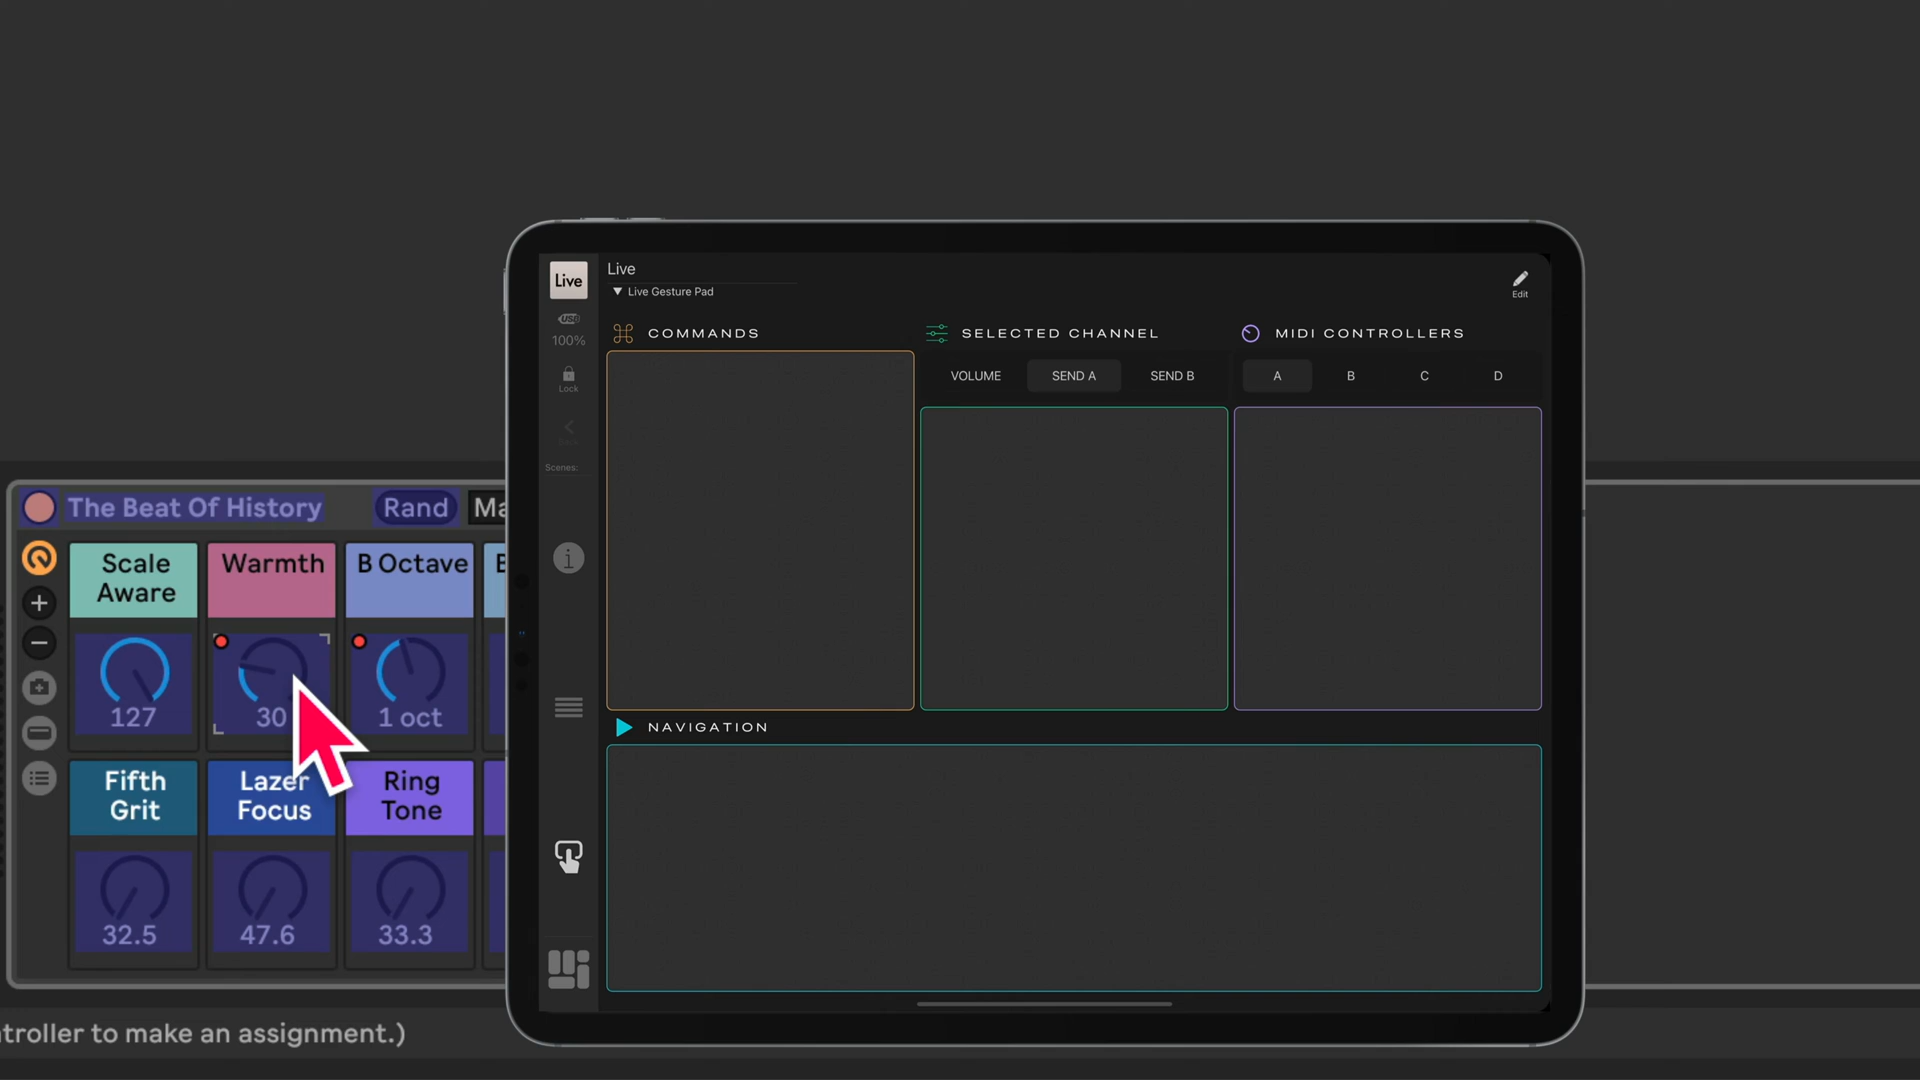 Live
Live
Live Gesture Pad
Edit
USB
100%
Lock
Scenes:
COMMANDS
SELECTED CHANNEL
MIDI CONTROLLERS
VOLUME
SEND A
SEND B
A
B
C
D
NAVIGATION
The Beat Of History
Rand
Ma
Scale
Aware
Warmth
B Octave
127
30
1 oct
Fifth
Grit
Lazer
Focus
Ring
Tone
32.5
47.6
33.3
troller to make an assignment.)